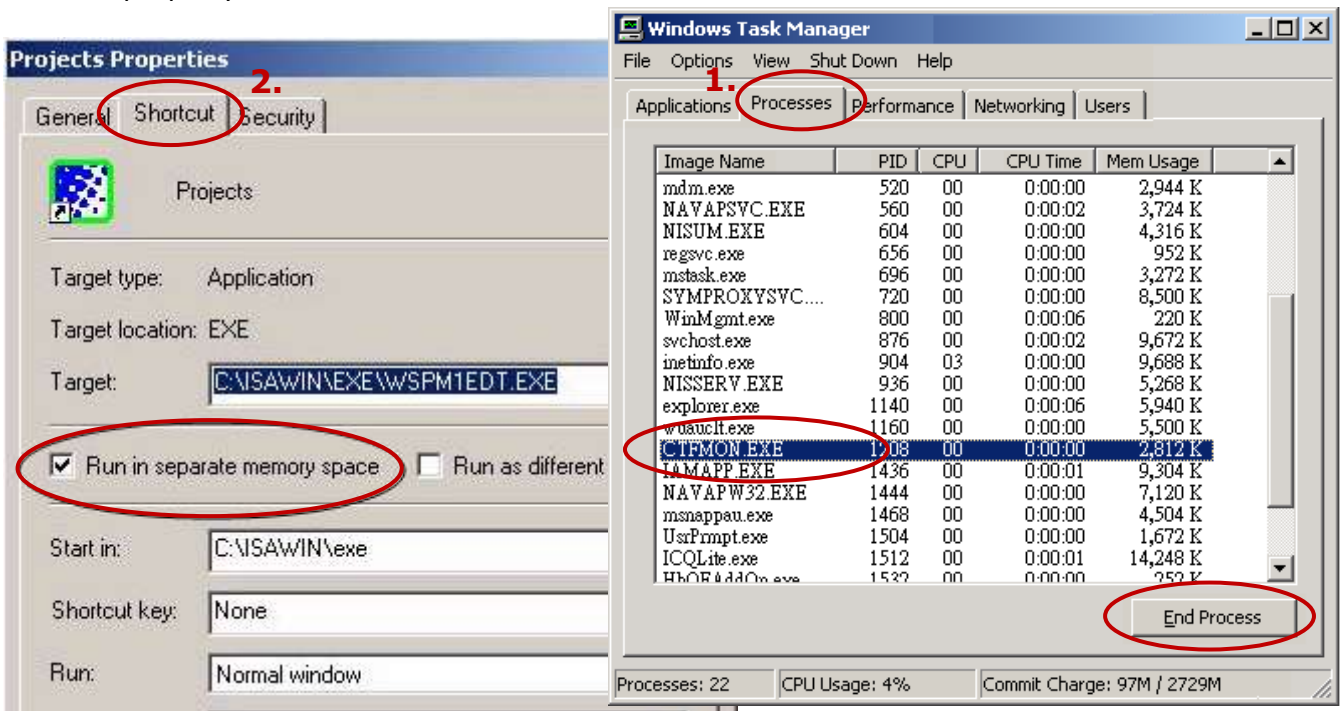 Projects Properties
2.
General Shortcut Security
Projects
Target type: Application
Target location: EXE
Target: C:\ISAWIN\EXE\WSPM1EDT.EXE
Run in separate memory space Run as different
Start in: C:\ISAWIN\exe
Shortcut key: None
Run: Normal window
Windows Task Manager
File Options View Shut Down Help
1.
Applications Processes Performance Networking Users
Image Name PID CPU CPU Time Mem Usage
mdm.exe 520 00 0:00:00 2,944 K
NAVAPSVC.EXE 560 00 0:00:02 3,724 K
NISUM.EXE 604 00 0:00:00 4,316 K
regsvc.exe 656 00 0:00:00 952 K
mstask.exe 696 00 0:00:00 3,272 K
SYMPROXYSVC.... 720 00 0:00:00 8,500 K
WinMgmt.exe 800 00 0:00:06 220 K
svchost.exe 876 00 0:00:02 9,672 K
inetinfo.exe 904 03 0:00:00 9,688 K
NISSERV.EXE 936 00 0:00:00 5,268 K
explorer.exe 1140 00 0:00:06 5,940 K
wuauclt.exe 1160 00 0:00:00 5,500 K
CTFMON.EXE 1208 00 0:00:00 2,812 K
IAMAPP.EXE 1436 00 0:00:01 9,304 K
NAVAPW32.EXE 1444 00 0:00:00 7,120 K
msnappau.exe 1468 00 0:00:00 4,504 K
UsrPrmpt.exe 1504 00 0:00:00 1,672 K
ICQLite.exe 1512 00 0:00:01 14,248 K
1532 00 0:00:00 252 K
End Process
Processes: 22 CPU Usage: 4% Commit Charge: 97M / 2729M